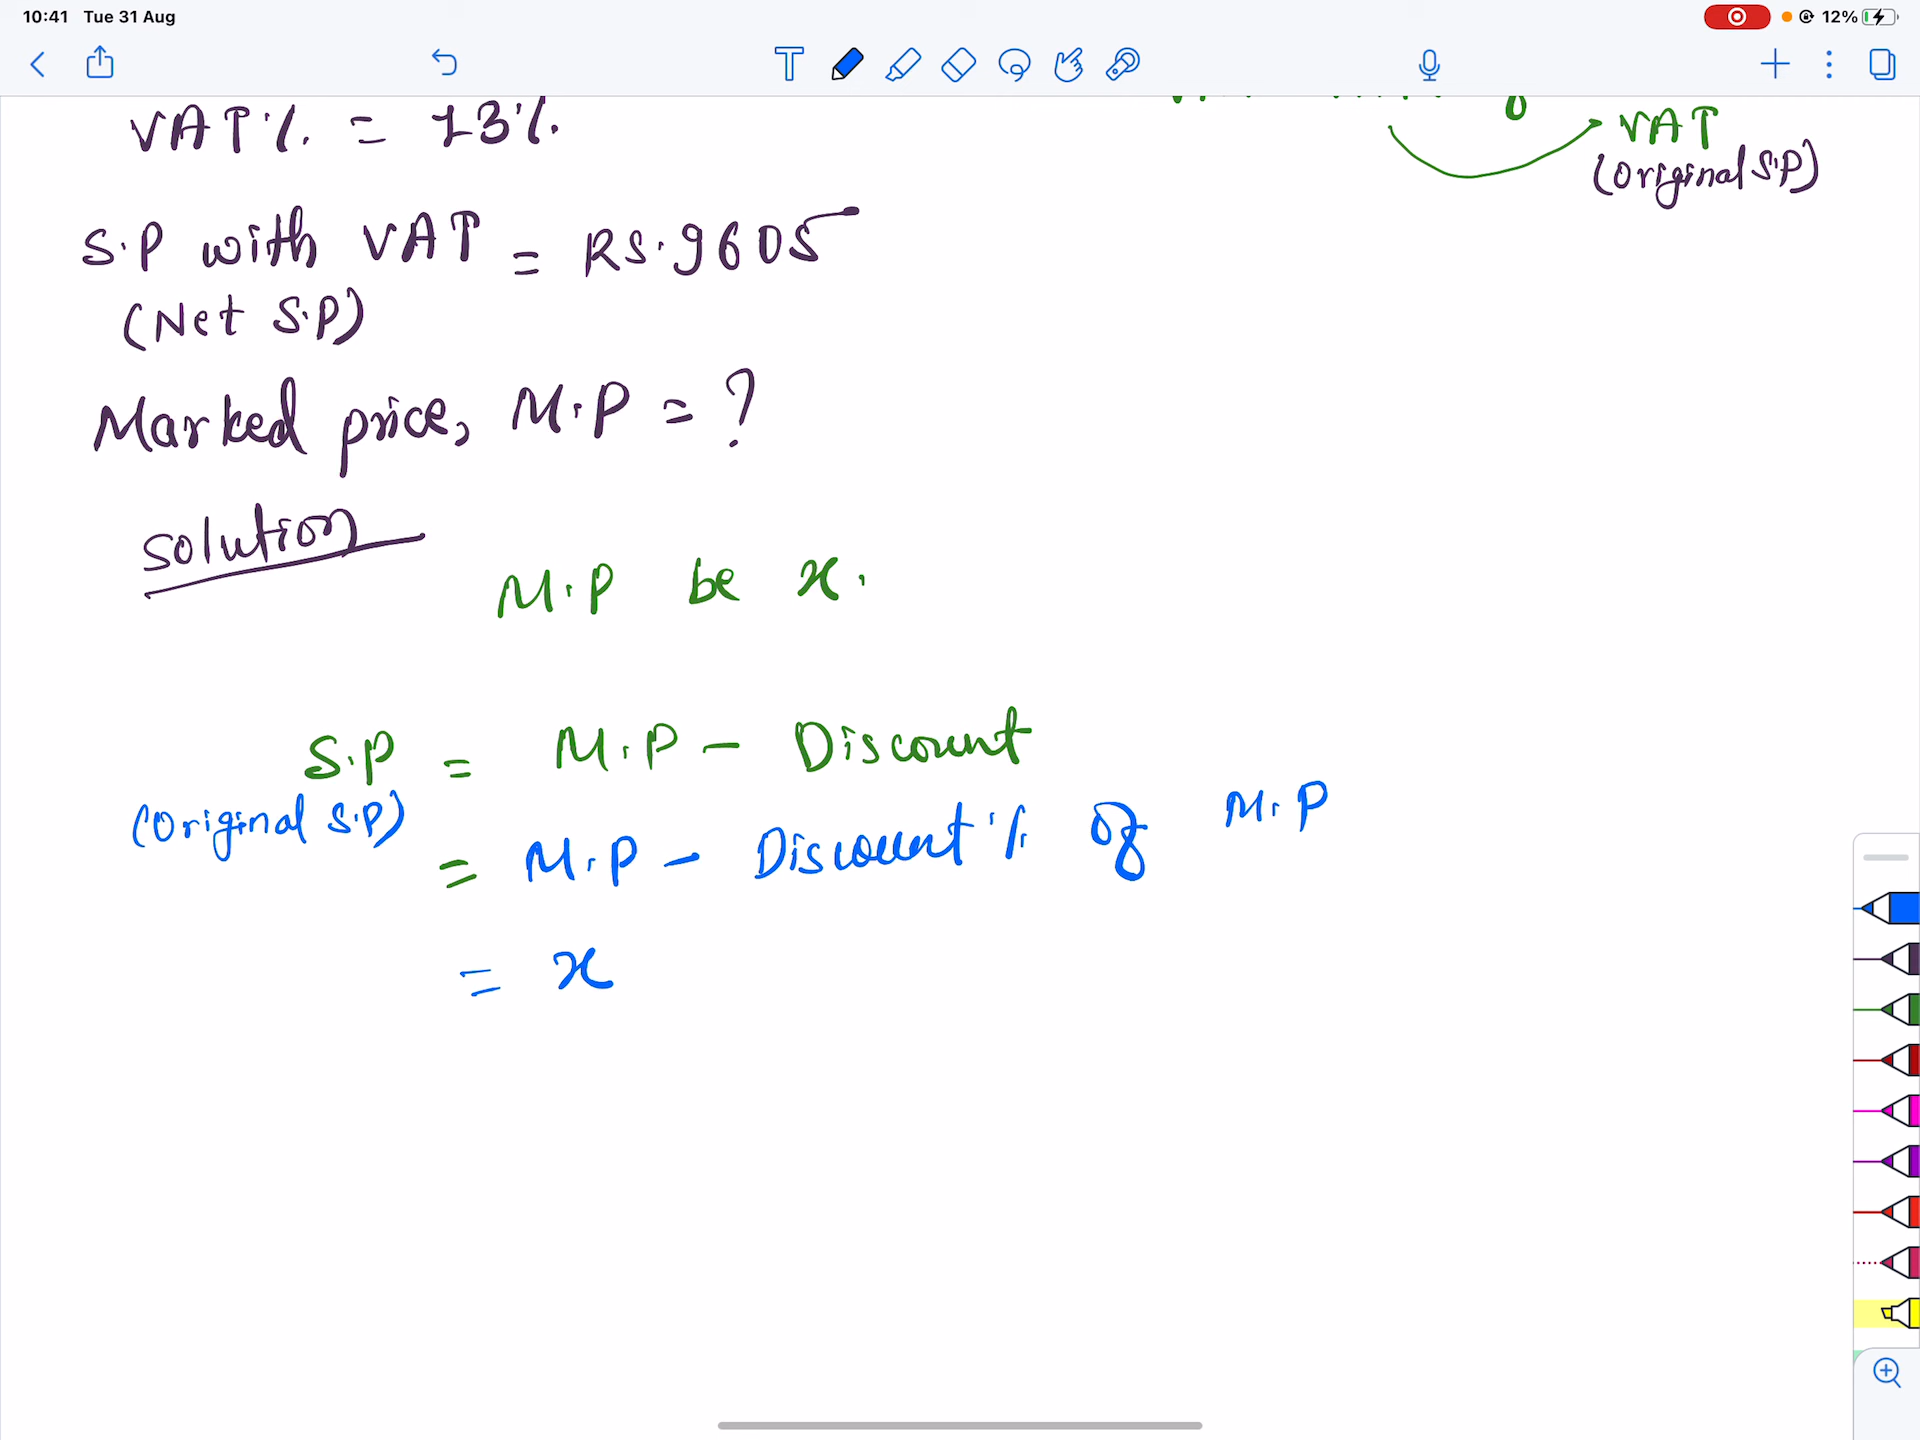 10:41 Tue 31 Aug
12%
T
VAT% = 13%
VAT
(Original S.P)
S.P with VAT = RS. 9605
(Net S.P)
Marked price, M.P = ?
Solution
M.P be x.
S.P = M.P - Discount
(Original S.P)
= M.P - Discount % of M.P
= x